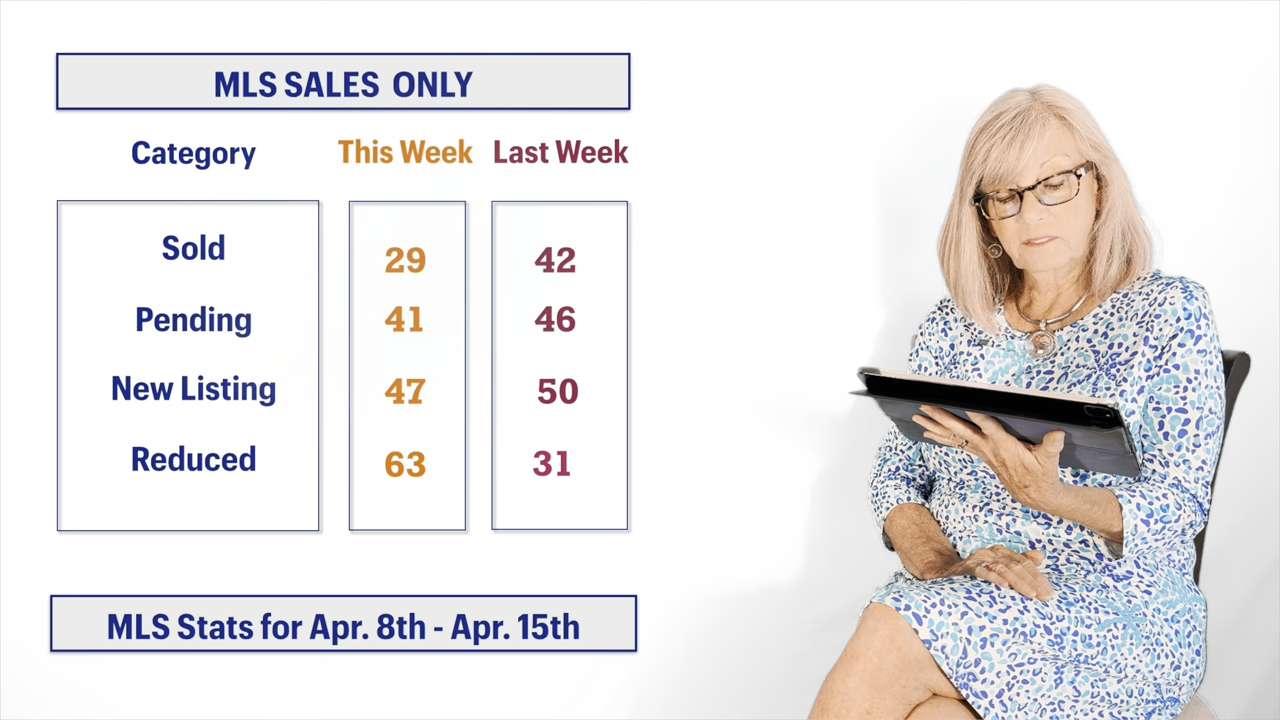 MLS SALES ONLY
Category This Week Last Week
Sold 29 42
Pending 41 46
New Listing 47 50
Reduced 63 31
MLS Stats for Apr. 8th - Apr. 15th